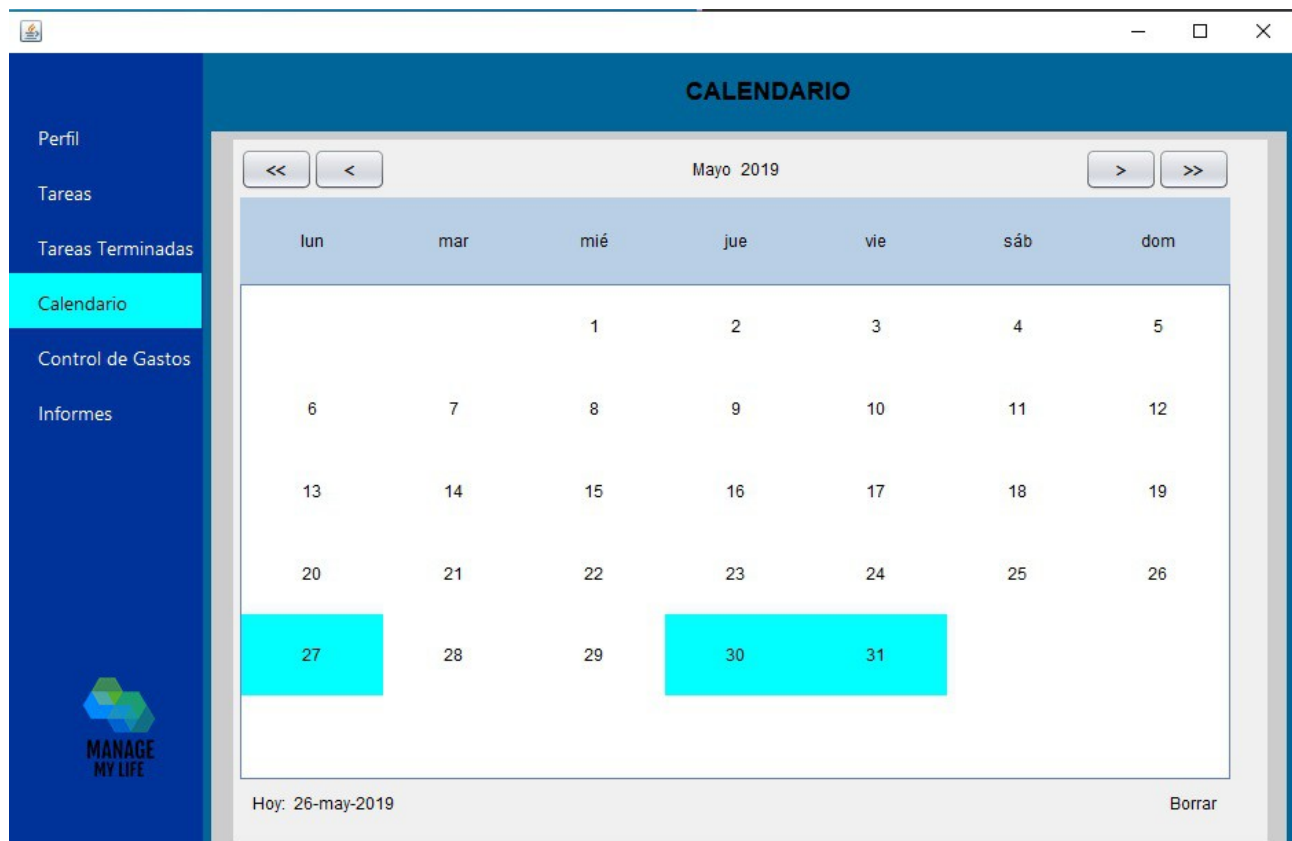 CALENDARIO
Perfil
Tareas
Tareas Terminadas
Calendario
Control de Gastos
Informes
MANAGE
MY LIFE
<< < Mayo 2019 > >>
lun mar mié jue vie sáb dom
1 2 3 4 5
6 7 8 9 10 11 12
13 14 15 16 17 18 19
20 21 22 23 24 25 26
27 28 29 30 31
Hoy: 26-may-2019 Borrar